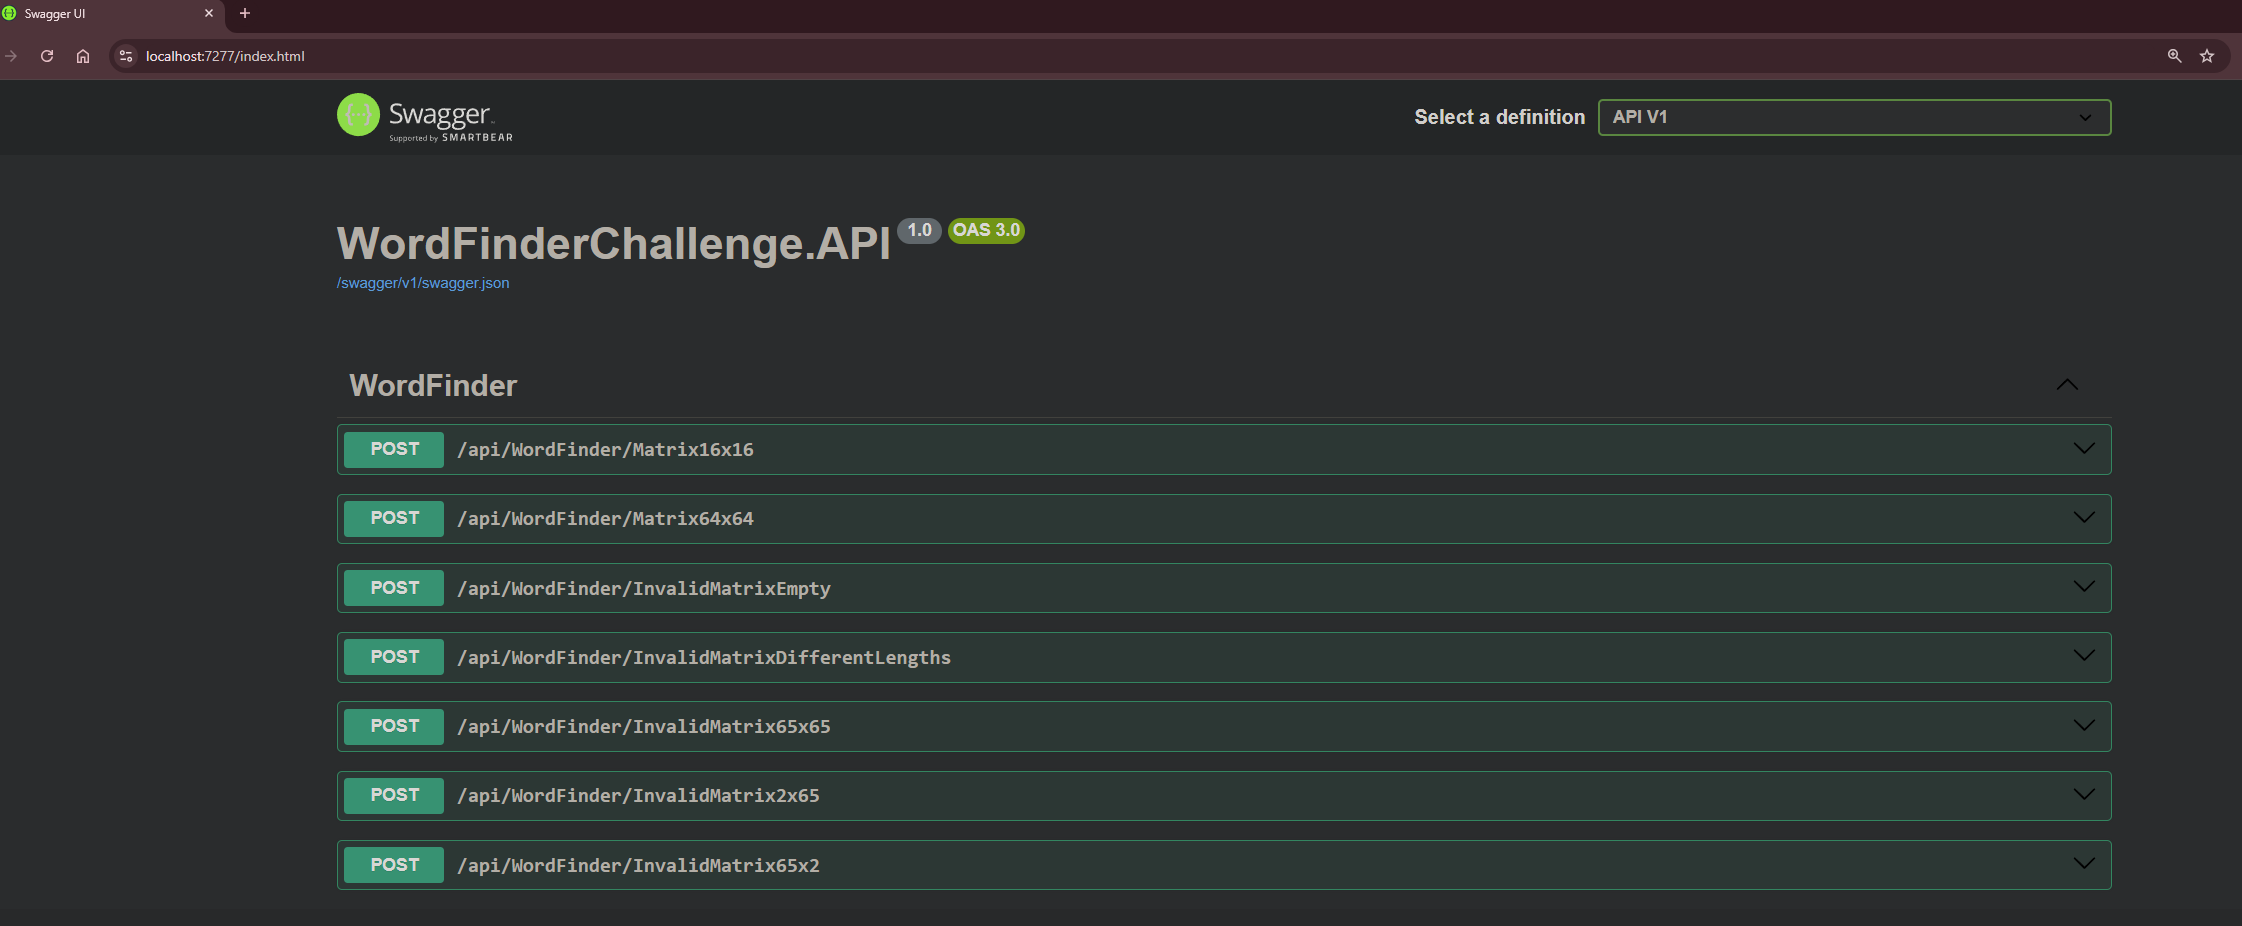 Swagger UI
localhost:7277/index.html
Swagger
Supported by SMARTBEAR
Select a definition
API V1
WordFinderChallenge.API 1.0 OAS 3.0
/swagger/v1/swagger.json
WordFinder
POST /api/WordFinder/Matrix16x16
POST /api/WordFinder/Matrix64x64
POST /api/WordFinder/InvalidMatrixEmpty
POST /api/WordFinder/InvalidMatrixDifferentLengths
POST /api/WordFinder/InvalidMatrix65x65
POST /api/WordFinder/InvalidMatrix2x65
POST /api/WordFinder/InvalidMatrix65x2